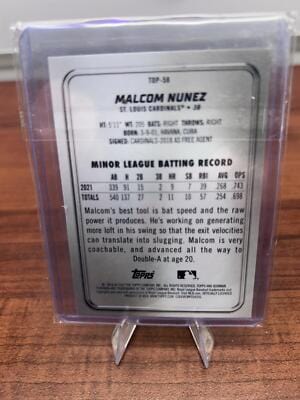 TOP-58
MALCOM NUNEZ
ST. LOUIS CARDINALS • 3B
HT: 5'11" WT: 205 BATS: RIGHT THROWS: RIGHT
BORN: 3-9-01, HAVANA, CUBA
SIGNED: CARDINALS-2018 AS FREE AGENT
MINOR LEAGUE BATTING RECORD
AB H 2B 3B HR SB RBI AVG OPS
2021 339 91 15 2 9 7 39 .268 .743
TOTALS 540 137 27 2 11 10 57 .254 .698
Malcom's best tool is bat speed and the raw
power it produces. He's working on generating
more loft in his swing so that the exit velocities
can translate into slugging. Malcom is very
coachable, and advanced all the way to
Double-A at age 20.
TOPPS